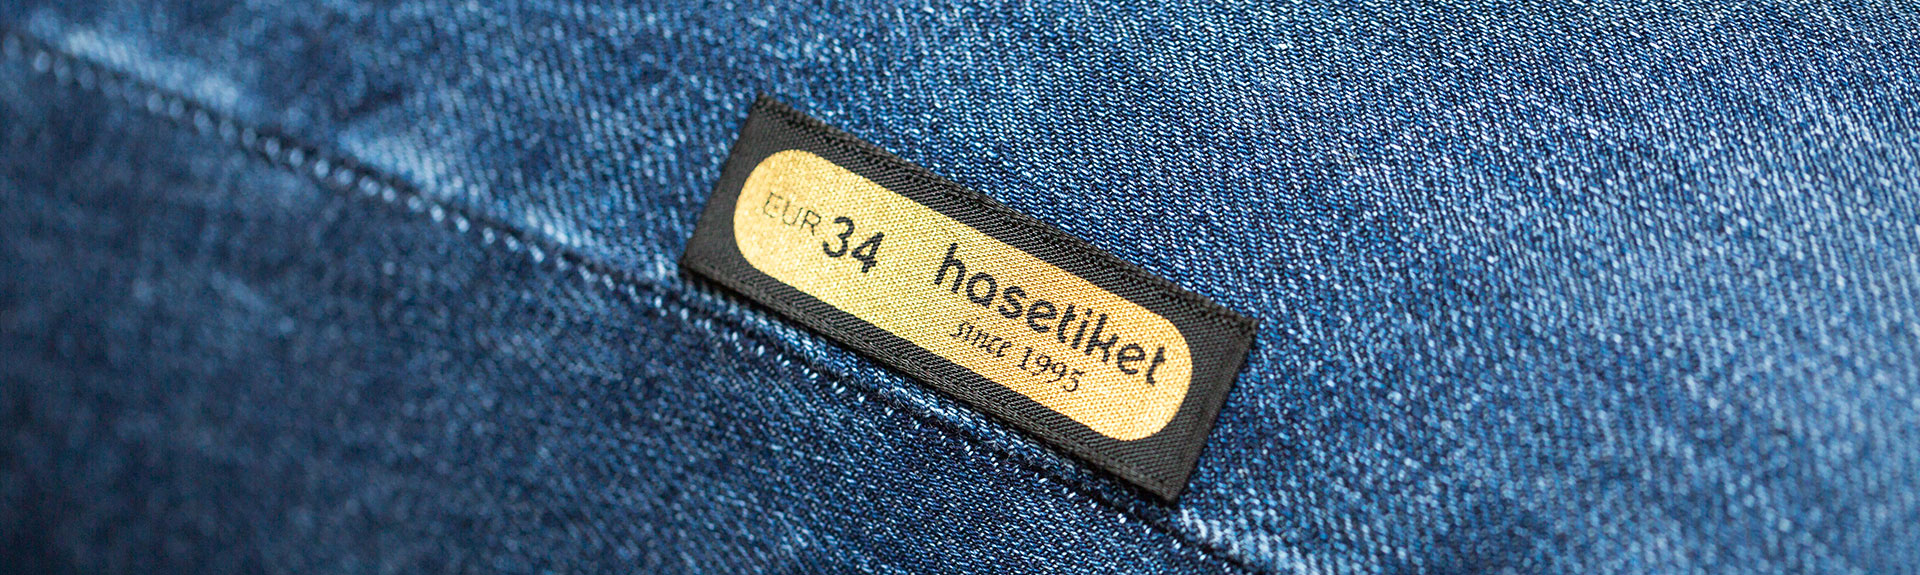 EUR 34 hasetiket
since 1995